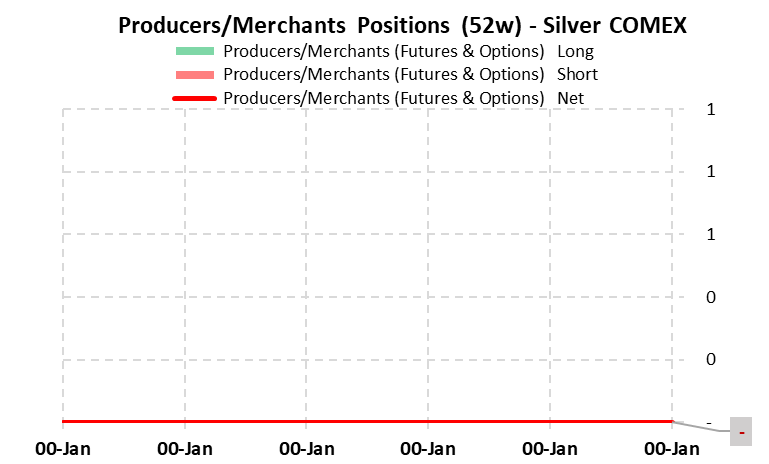 Producers/Merchants Positions (52w) - Silver COMEX
Producers/Merchants (Futures & Options) Long
Producers/Merchants (Futures & Options) Short
Producers/Merchants (Futures & Options) Net
1
1
1
0
0
-
-
00-Jan 00-Jan 00-Jan 00-Jan 00-Jan 00-Jan